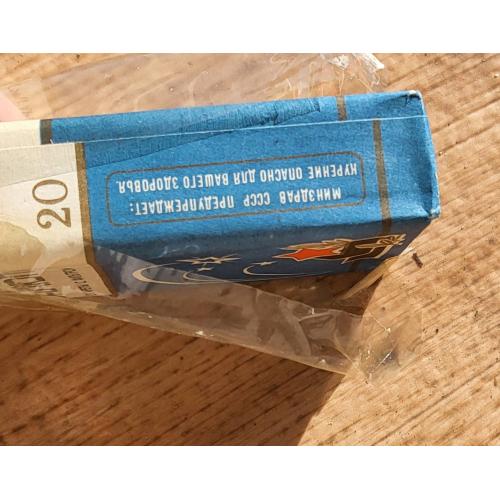 МИНЗДРАВ СССР ПРЕДУПРЕЖДАЕТ:
КУРЕНИЕ ОПАСНО ДЛЯ ВАШЕГО ЗДОРОВЬЯ
20